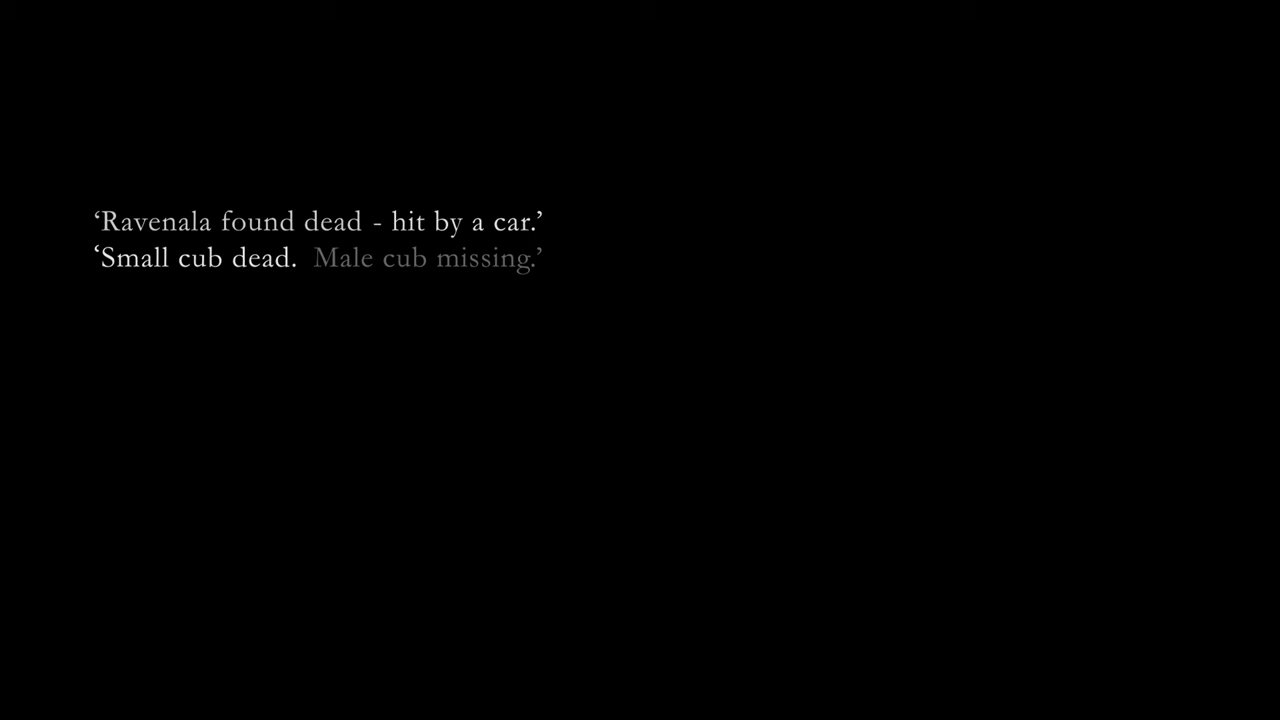 ‘Ravenala found dead - hit by a car.’
‘Small cub dead.  Male cub missing.’